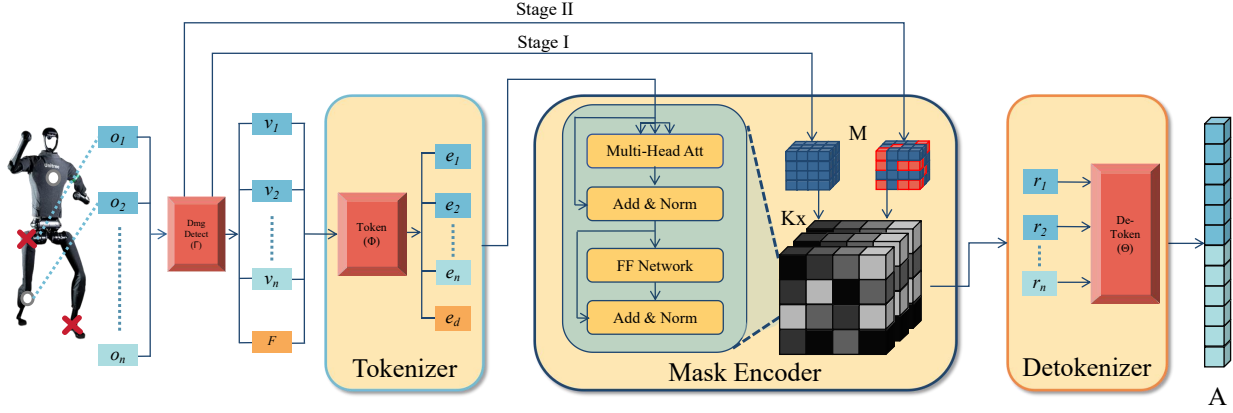 Stage II
Stage I
o1
o2
on
Dmg
Detect
(Γ)
v1
v2
vn
F
Token
(Φ)
e1
e2
en
ed
Tokenizer
Multi-Head Att
Add & Norm
FF Network
Add & Norm
M
Kx
Mask Encoder
r1
r2
rn
De-
Token
(Θ)
Detokenizer
A